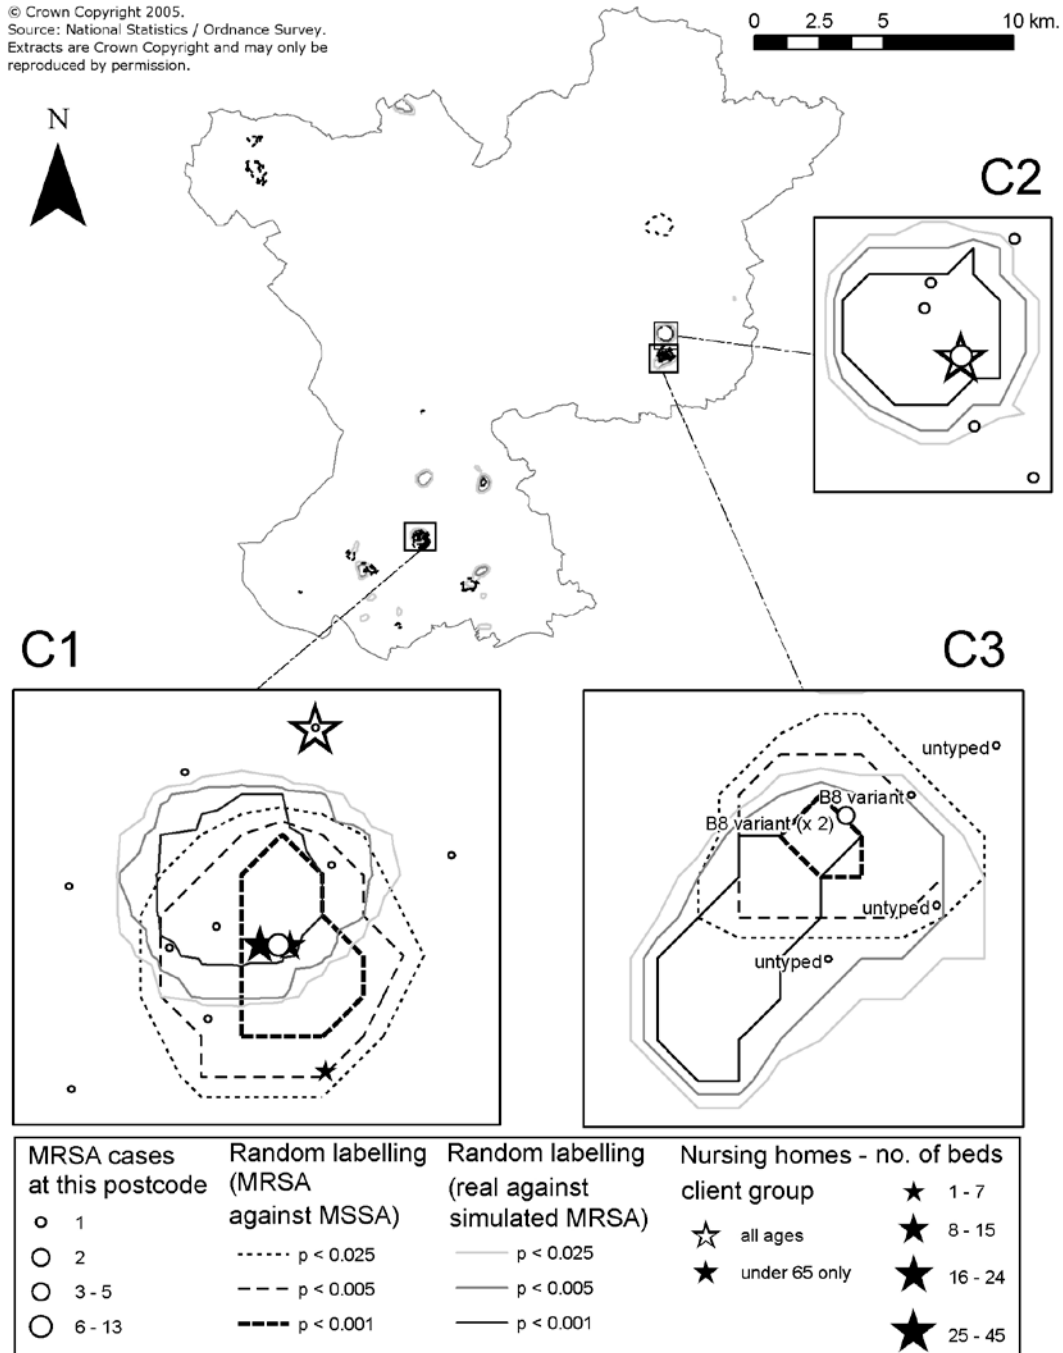 © Crown Copyright 2005.
Source: National Statistics / Ordnance Survey.
Extracts are Crown Copyright and may only be
reproduced by permission.
0 2.5 5 10 km.
N
C2
C1
C3
untyped
B8 variant
B8 variant (x 2)
untyped
untyped
MRSA cases
at this postcode
1
2
3 - 5
6 - 13
Random labelling
(MRSA
against MSSA)
p < 0.025
p < 0.005
p < 0.001
Random labelling
(real against
simulated MRSA)
p < 0.025
p < 0.005
p < 0.001
Nursing homes - no. of beds
client group
all ages
under 65 only
1 - 7
8 - 15
16 - 24
25 - 45